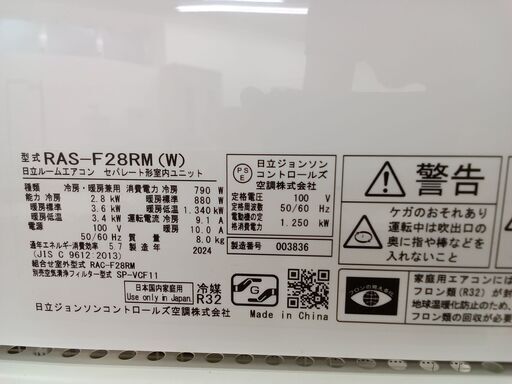 型式 RAS-F28RM(W)
日立ルームエアコン セパレート形室内ユニット
種類 冷房・暖房兼用 消費電力 冷房 790 W
能力 冷房 2.8 kW 暖房標準 880 W
暖房標準 3.6 kW 暖房低温 1.340 kW
暖房低温 3.4 kW 運転電流 冷房 9.1 A
電源 100 V 暖房 10.0 A
50/60 Hz 質量 8.0 kg
通年エネルギー消費効率 5.7 製造年 2024
(JIS C 9612:2013)
組合せ室外型式 RAC-F28RM
別売空気清浄フィルター型式 SP-VCF11
日本国内家庭用
Use only in Japan.
冷媒
R32
日立ジョンソンコントロールズ空調株式会社
PS
E
日立ジョンソン
コントロールズ
空調株式会社
定格電圧 100 V
定格周波数 50/60 Hz
電動機の定格 1.250 kW
製造番号 003836
G
Made in China
警告
ケガのおそれあり
運転中は吹出口の
奥に指や棒などを
入れないこと
フロンの見える化
家庭用エアコンには
フロン類(R32)が封
地球温暖化防止のため、
フロン類の回収が必要